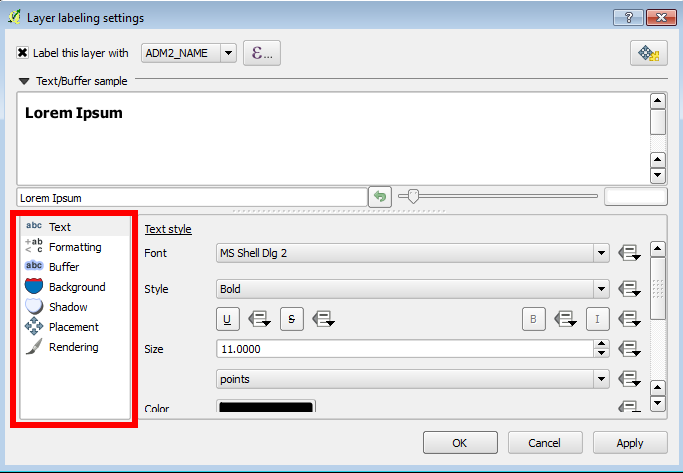 Layer labeling settings
Label this layer with ADM2_NAME ε...
Text/Buffer sample
Lorem Ipsum
Lorem Ipsum
abc Text
+ab < c Formatting
abc Buffer
Background
Shadow
Placement
Rendering
Text style
Font MS Shell Dlg 2
Style Bold
U S B I
Size 11.0000
points
Color
OK Cancel Apply